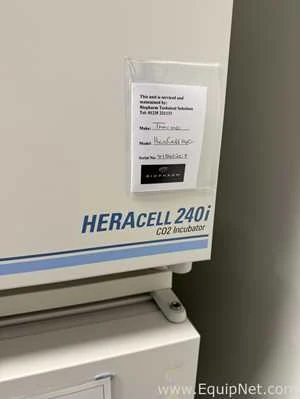 This unit is serviced and
maintained by:
Biopharm Technical Solutions
Make: Thermo
Model:
Serial No:
BIOPHARM
HERACELL 240i
CO2 Incubator
www.EquipNet.com